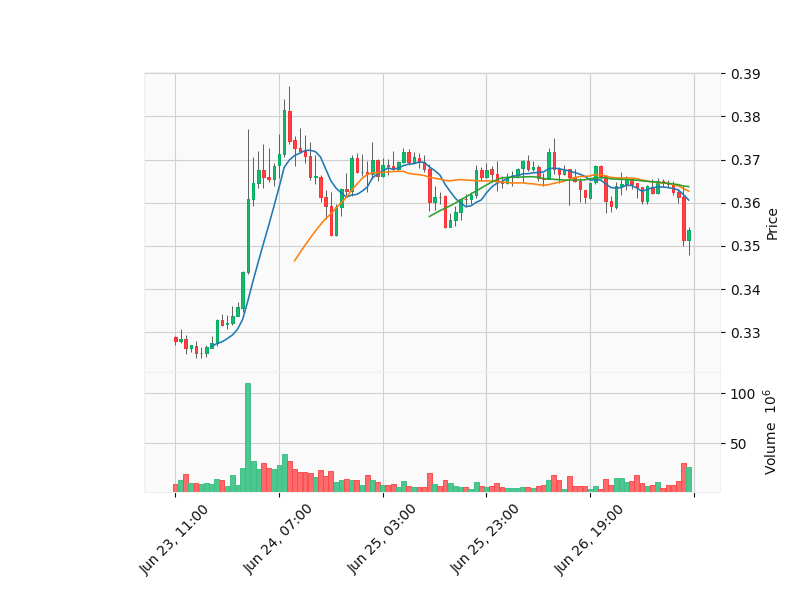 0.39
0.38
0.37
0.36
0.35
0.34
0.33
Price
100
50
Volume 10⁶
Jun 23, 11:00
Jun 24, 07:00
Jun 25, 03:00
Jun 25, 23:00
Jun 26, 19:00